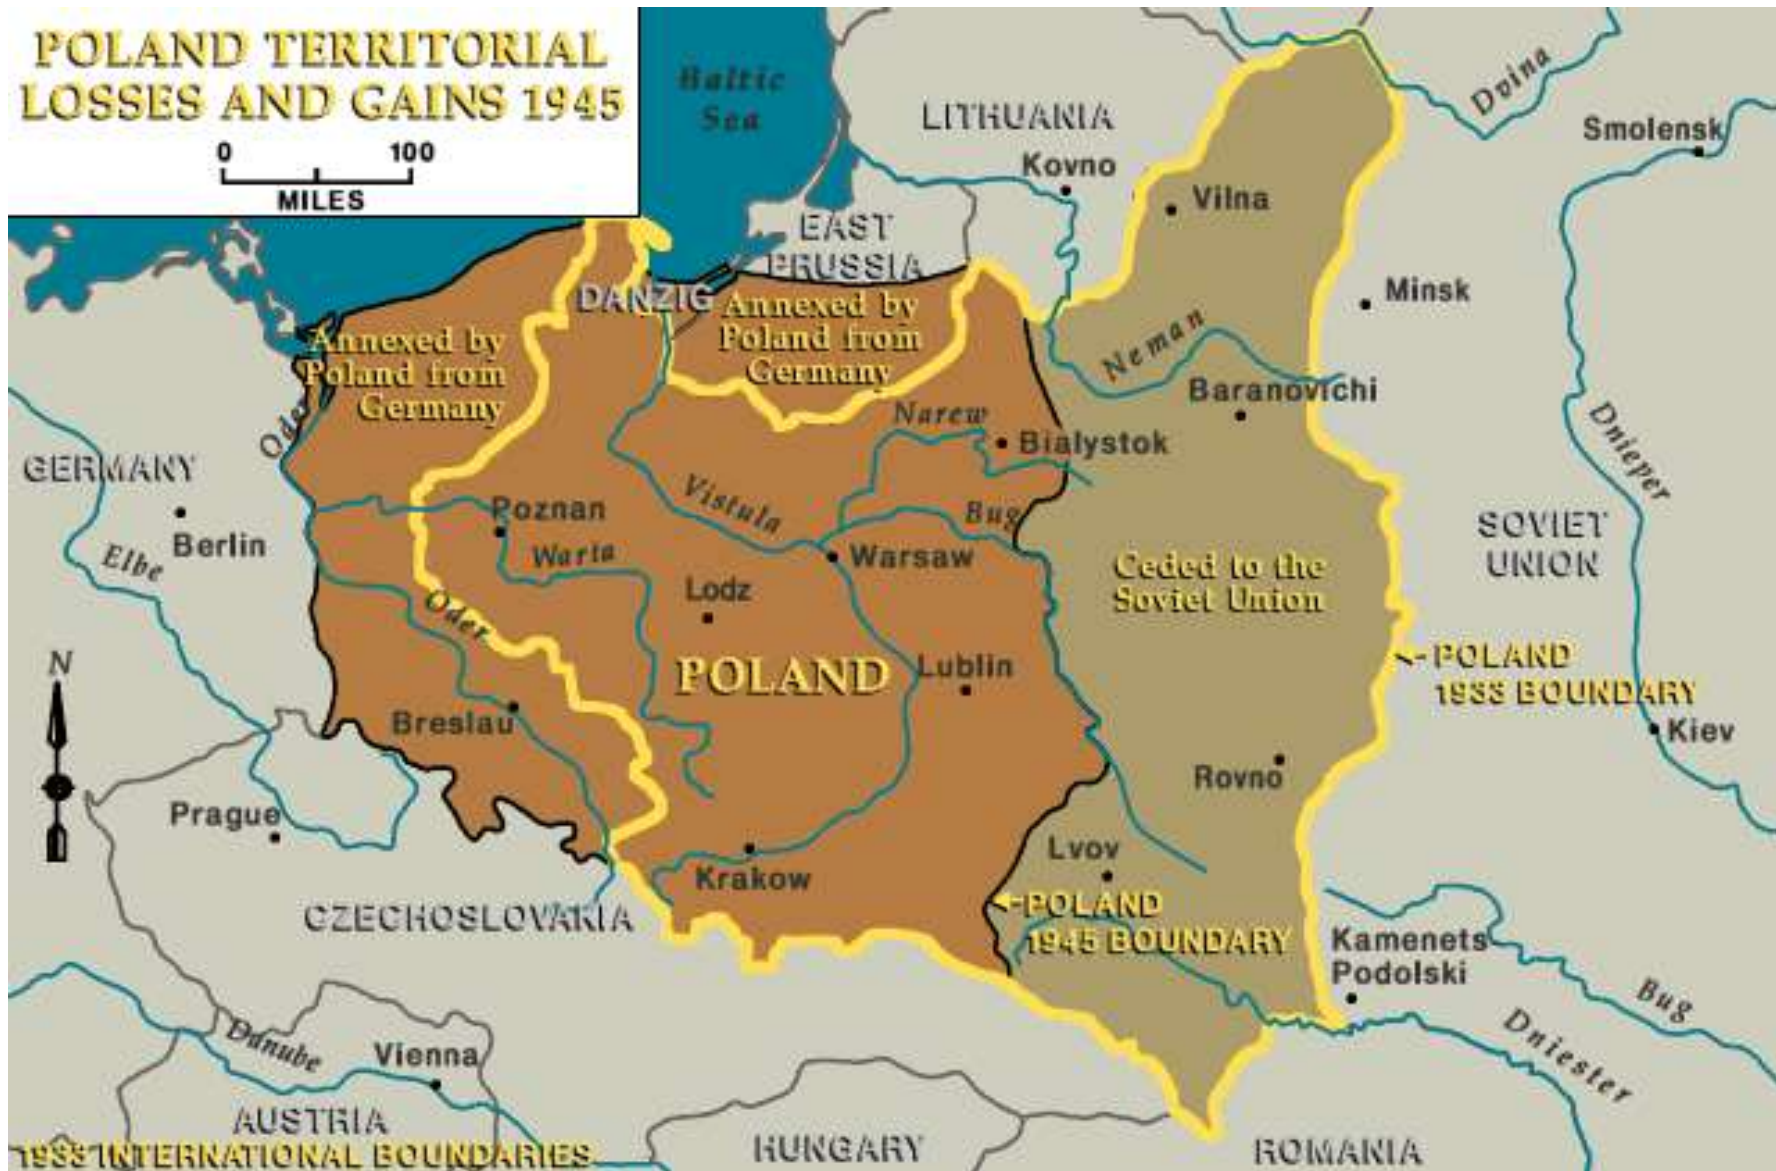 POLAND TERRITORIAL
LOSSES AND GAINS 1945
0 100
MILES
Baltic
Sea
LITHUANIA
Kovno
Vilna
Dvina
Smolensk
EAST
PRUSSIA
DANZIG
Minsk
Annexed by
Poland from
Germany
Annexed by
Poland from
Germany
Neman
Baranovichi
Oder
Narew
Bialystok
Dnieper
GERMANY
Berlin
Elbe
Poznan
Warta
Vistula
Bug
Warsaw
SOVIET
UNION
Ceded to the
Soviet Union
Lodz
Oder
POLAND
Lublin
POLAND
1933 BOUNDARY
N
Breslau
Kiev
Rovno
Prague
Lvov
Krakow
CZECHOSLOVAKIA
POLAND
1945 BOUNDARY
Kamenets
Podolski
Bug
Dniester
Danube
Vienna
AUSTRIA
HUNGARY
ROMANIA
1933 INTERNATIONAL BOUNDARIES